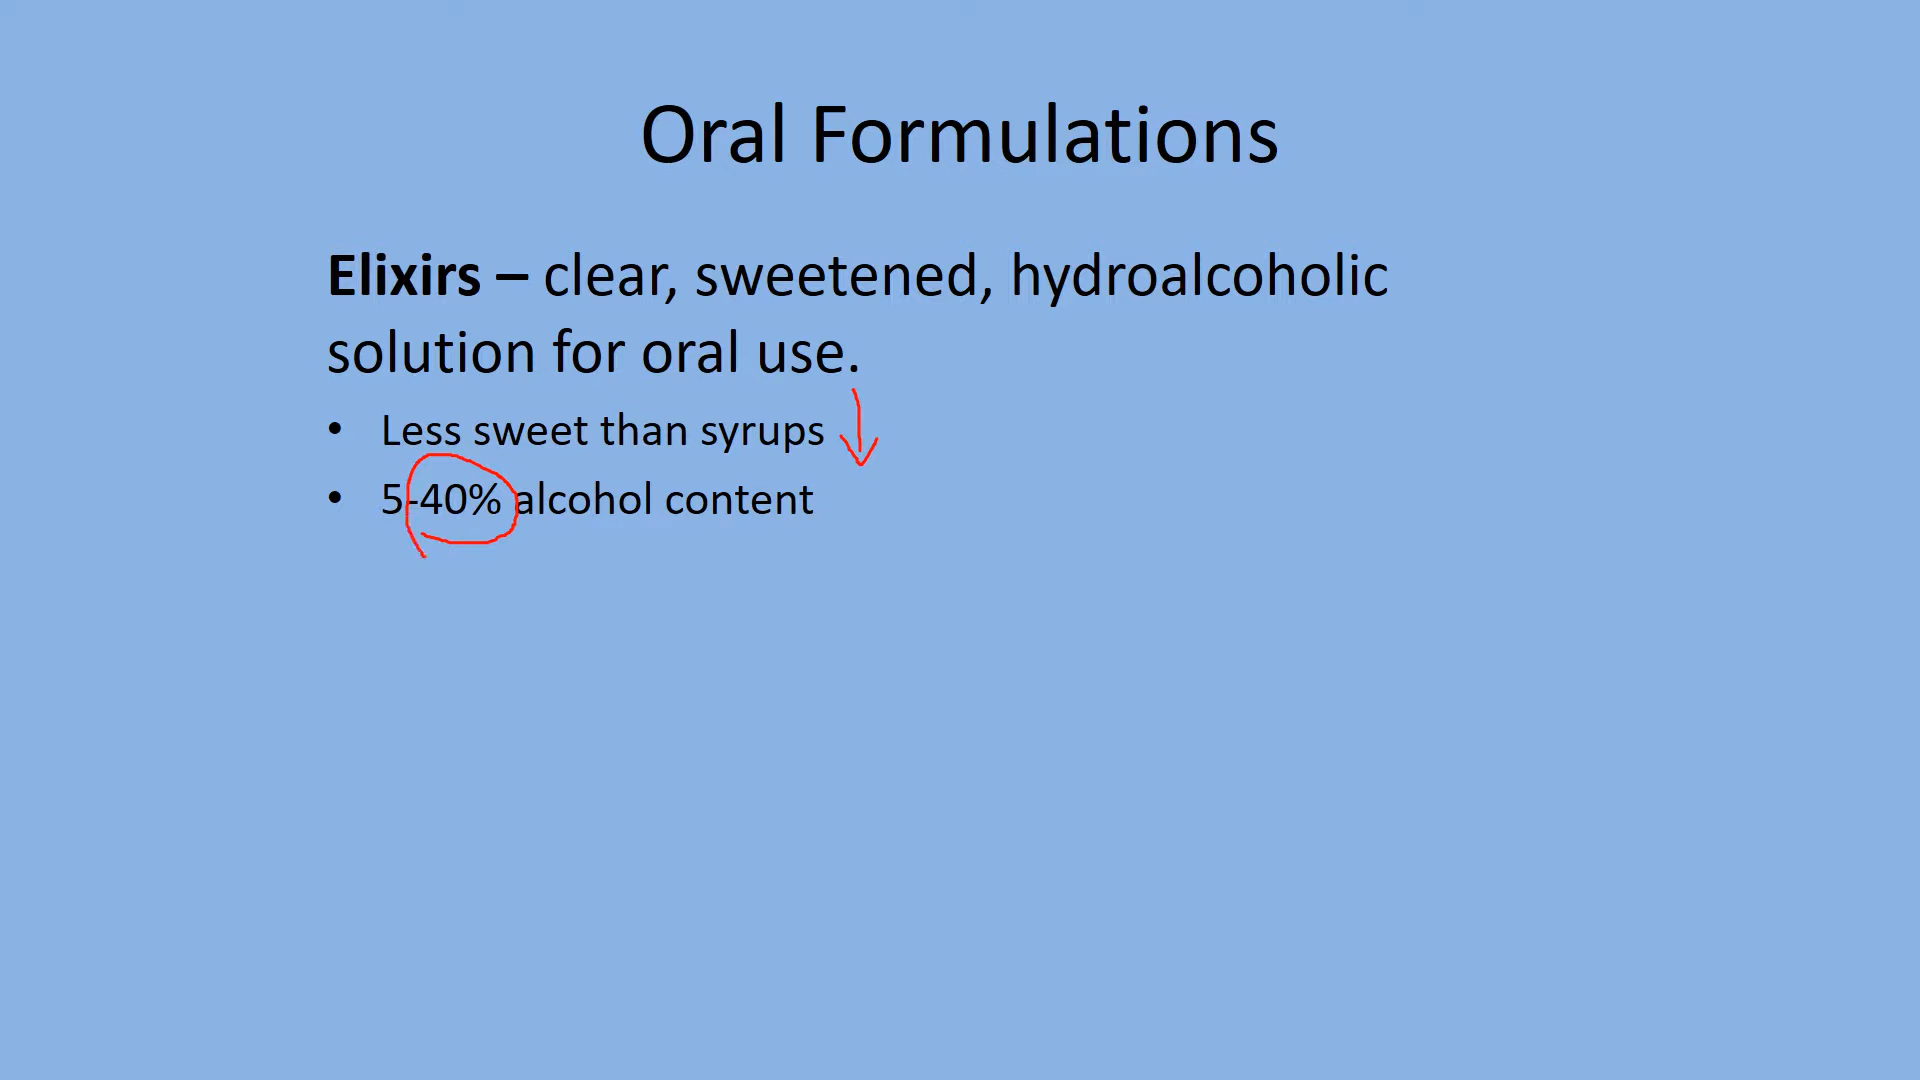 Oral Formulations
Elixirs – clear, sweetened, hydroalcoholic
solution for oral use.
• Less sweet than syrups
• 5-40% alcohol content